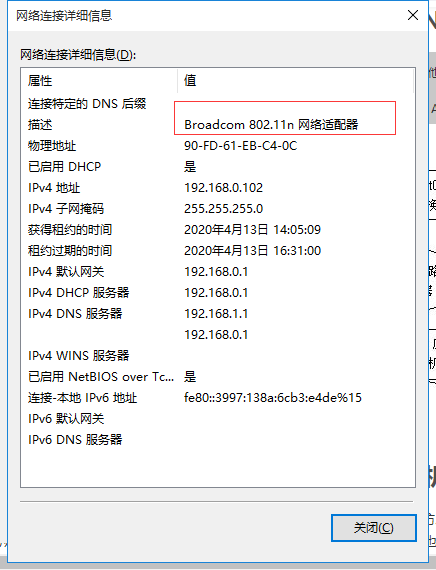 网络连接详细信息
网络连接详细信息(D):
属性 值
连接特定的 DNS 后缀
描述 Broadcom 802.11n 网络适配器
物理地址 90-FD-61-EB-C4-0C
已启用 DHCP 是
IPv4 地址 192.168.0.102
IPv4 子网掩码 255.255.255.0
获得租约的时间 2020年4月13日 14:05:09
租约过期的时间 2020年4月13日 16:31:00
IPv4 默认网关 192.168.0.1
IPv4 DHCP 服务器 192.168.0.1
IPv4 DNS 服务器 192.168.1.1
192.168.0.1
IPv4 WINS 服务器
已启用 NetBIOS over Tc... 是
连接-本地 IPv6 地址 fe80::3997:138a:6cb3:e4de%15
IPv6 默认网关
IPv6 DNS 服务器
关闭(C)